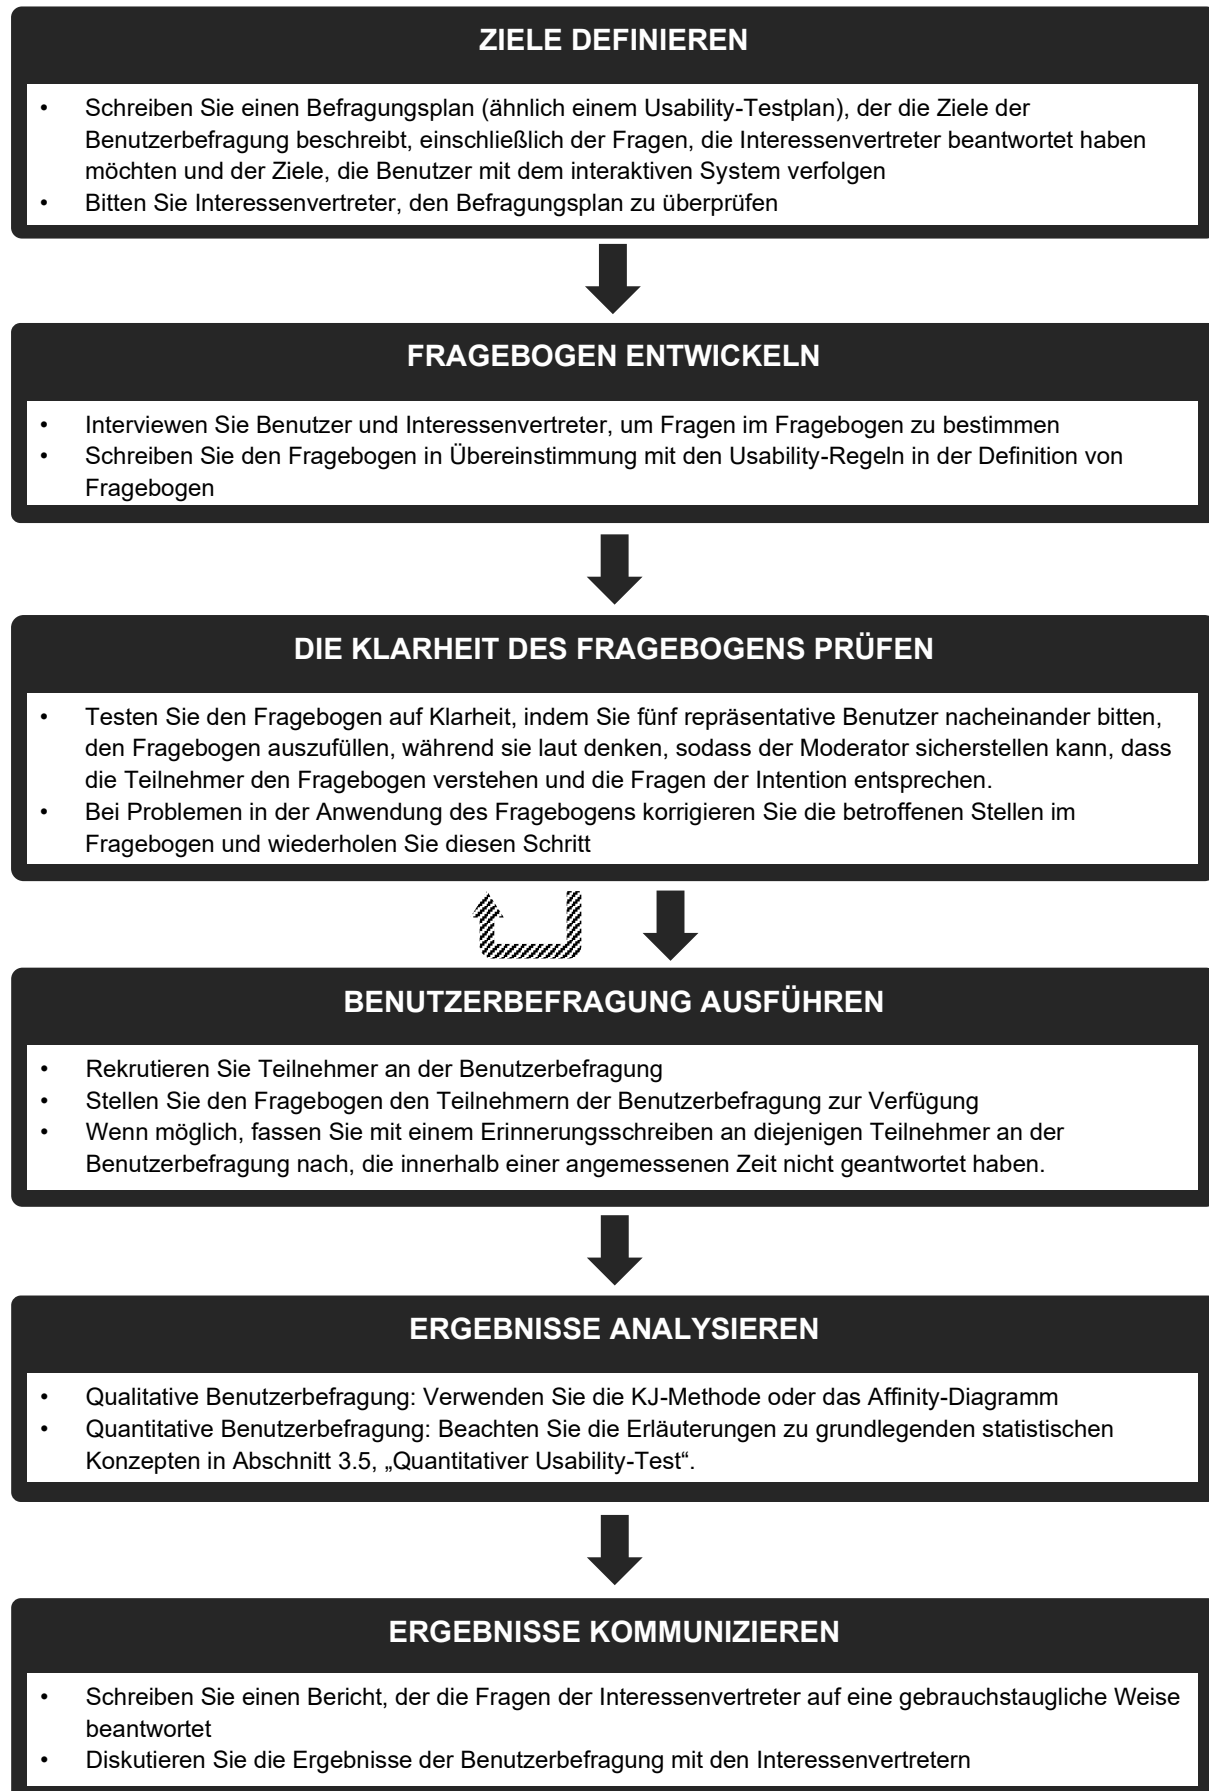 ZIELE DEFINIEREN
• Schreiben Sie einen Befragungsplan (ähnlich einem Usability-Testplan), der die Ziele der
Benutzerbefragung beschreibt, einschließlich der Fragen, die Interessenvertreter beantwortet haben
möchten und der Ziele, die Benutzer mit dem interaktiven System verfolgen
• Bitten Sie Interessenvertreter, den Befragungsplan zu überprüfen
FRAGEBOGEN ENTWICKELN
• Interviewen Sie Benutzer und Interessenvertreter, um Fragen im Fragebogen zu bestimmen
• Schreiben Sie den Fragebogen in Übereinstimmung mit den Usability-Regeln in der Definition von
Fragebogen
DIE KLARHEIT DES FRAGEBOGENS PRÜFEN
• Testen Sie den Fragebogen auf Klarheit, indem Sie fünf repräsentative Benutzer nacheinander bitten,
den Fragebogen auszufüllen, während sie laut denken, sodass der Moderator sicherstellen kann, dass
die Teilnehmer den Fragebogen verstehen und die Fragen der Intention entsprechen.
• Bei Problemen in der Anwendung des Fragebogens korrigieren Sie die betroffenen Stellen im
Fragebogen und wiederholen Sie diesen Schritt
BENUTZERBEFRAGUNG AUSFÜHREN
• Rekrutieren Sie Teilnehmer an der Benutzerbefragung
• Stellen Sie den Fragebogen den Teilnehmern der Benutzerbefragung zur Verfügung
• Wenn möglich, fassen Sie mit einem Erinnerungsschreiben an diejenigen Teilnehmer an der
Benutzerbefragung nach, die innerhalb einer angemessenen Zeit nicht geantwortet haben.
ERGEBNISSE ANALYSIEREN
• Qualitative Benutzerbefragung: Verwenden Sie die KJ-Methode oder das Affinity-Diagramm
• Quantitative Benutzerbefragung: Beachten Sie die Erläuterungen zu grundlegenden statistischen
Konzepten in Abschnitt 3.5, „Quantitativer Usability-Test“.
ERGEBNISSE KOMMUNIZIEREN
• Schreiben Sie einen Bericht, der die Fragen der Interessenvertreter auf eine gebrauchstaugliche Weise
beantwortet
• Diskutieren Sie die Ergebnisse der Benutzerbefragung mit den Interessenvertretern